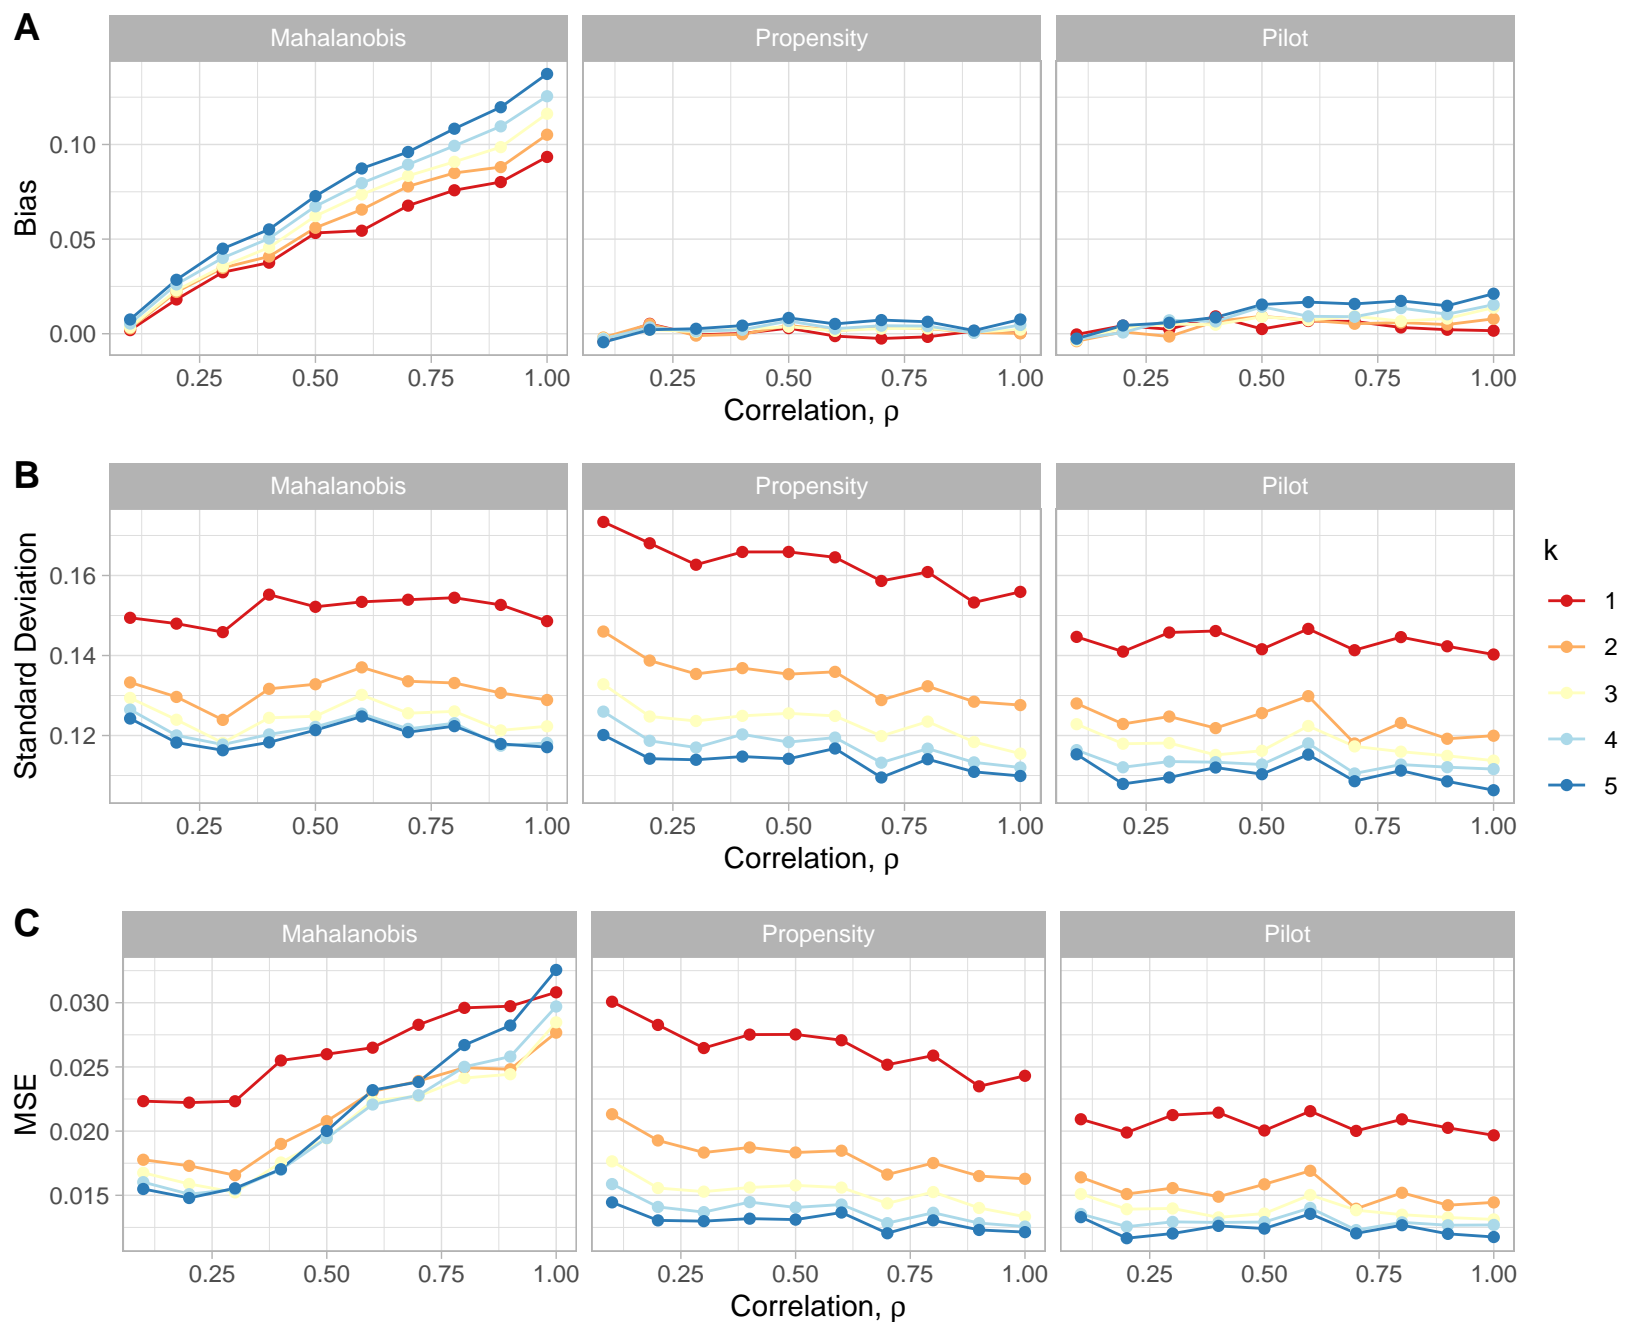 A
Mahalanobis Propensity Pilot
Bias
0.10
0.05
0.00
0.25 0.50 0.75 1.00 0.25 0.50 0.75 1.00 0.25 0.50 0.75 1.00
Correlation, ρ
B
Mahalanobis Propensity Pilot
Standard Deviation
0.16
0.14
0.12
0.25 0.50 0.75 1.00 0.25 0.50 0.75 1.00 0.25 0.50 0.75 1.00
Correlation, ρ
k
1
2
3
4
5
C
Mahalanobis Propensity Pilot
MSE
0.030
0.025
0.020
0.015
0.25 0.50 0.75 1.00 0.25 0.50 0.75 1.00 0.25 0.50 0.75 1.00
Correlation, ρ